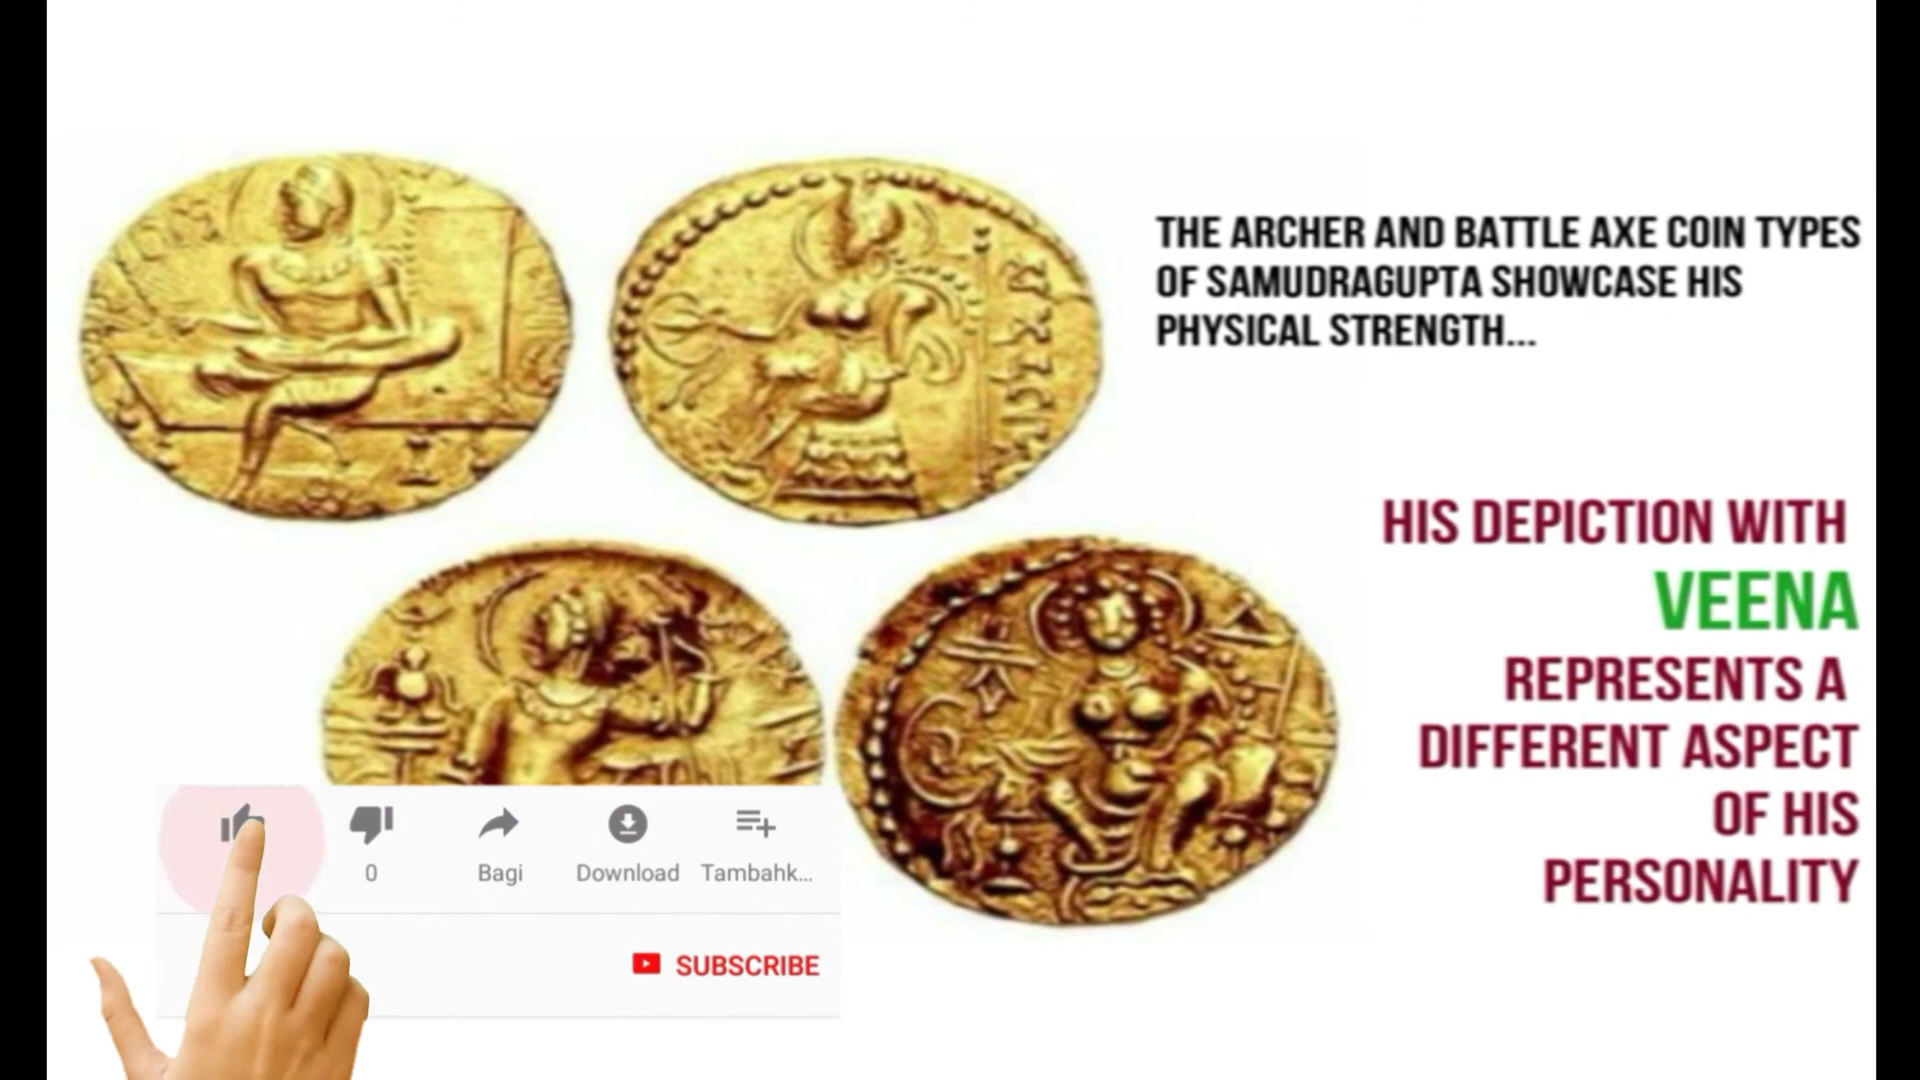 THE ARCHER AND BATTLE AXE COIN TYPES
OF SAMUDRAGUPTA SHOWCASE HIS
PHYSICAL STRENGTH...
HIS DEPICTION WITH
VEENA
REPRESENTS A
DIFFERENT ASPECT
OF HIS
PERSONALITY
0
Bagi
Download
Tambahk...
SUBSCRIBE